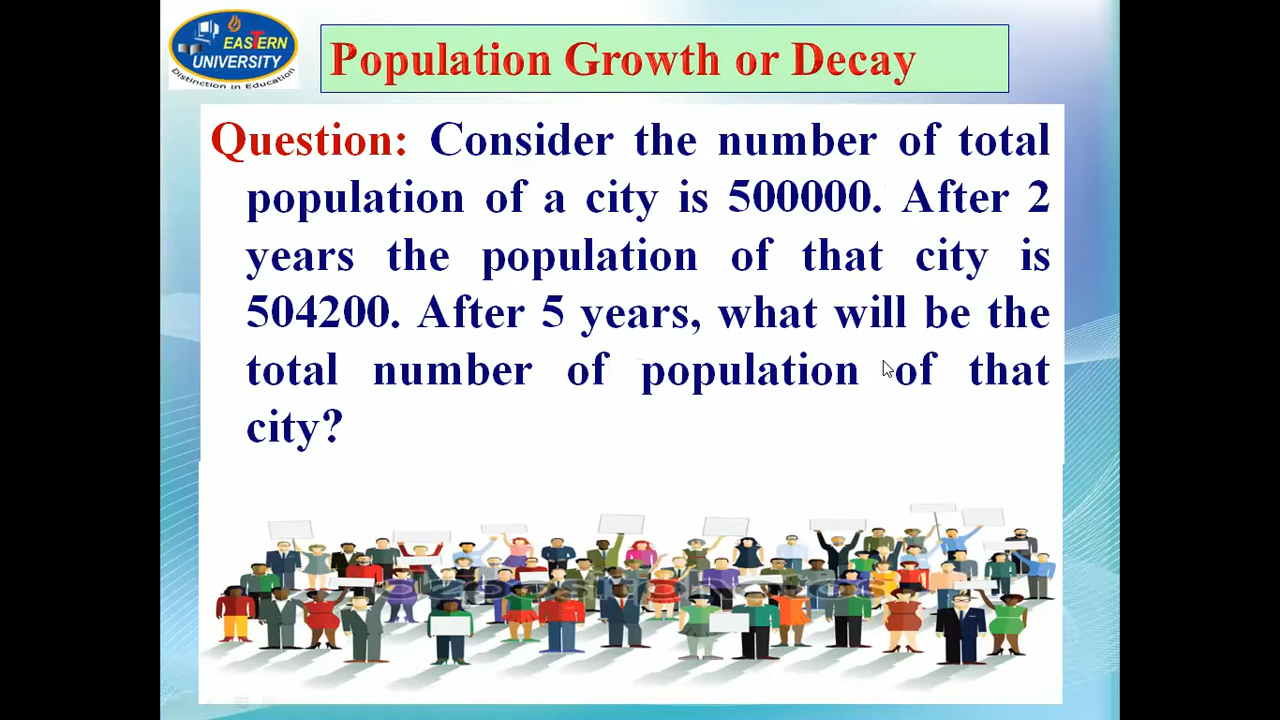 EASTERN
UNIVERSITY
Distinction in Education
Population Growth or Decay
Question: Consider the number of total
population of a city is 500000. After 2
years the population of that city is
504200. After 5 years, what will be the
total number of population of that
city?
depositphotos